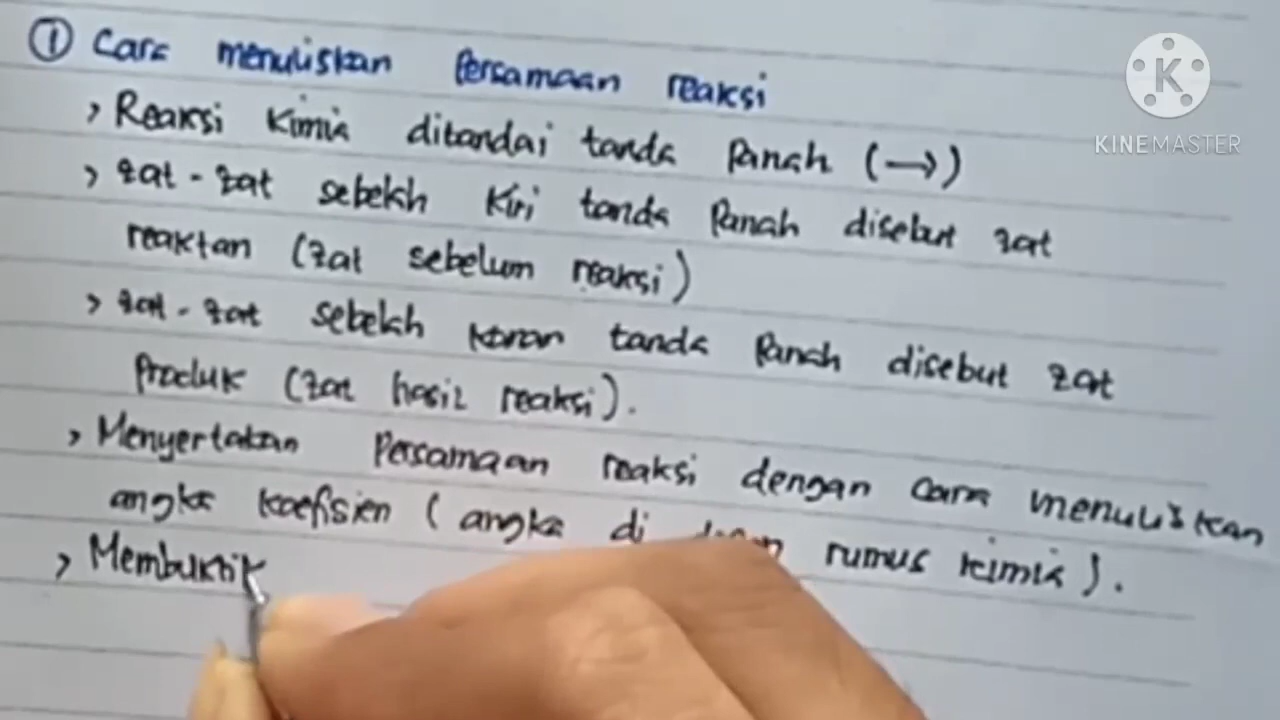 ① Cara menuliskan Persamaan reaksi
› Reaksi Kimia ditandai tanda Panah (→)
› zat-zat sebelah Kiri tanda Panah disebut zat
reaktan (zat sebelum reaksi)
› zat-zat sebelah kanan tanda Panah disebut zat
Produk (zat hasil reaksi).
› Menyertakan Persamaan reaksi dengan cara menuliskan
angka koefisien (angka di rumus kimia).
› Membuktik
K
KINEMASTER